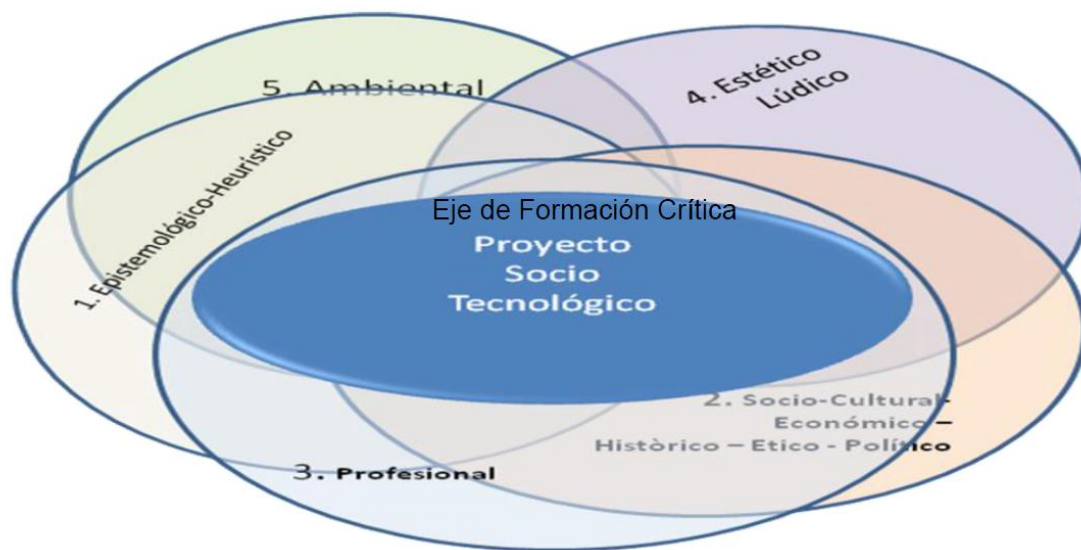 5. Ambiental
4. Estético
Lúdico
1. Epistemológico-Heurístico
Eje de Formación Crítica
Proyecto
Socio
Tecnológico
2. Socio-Cultural-
Económico –
Històrico – Etico - Político
3. Profesional